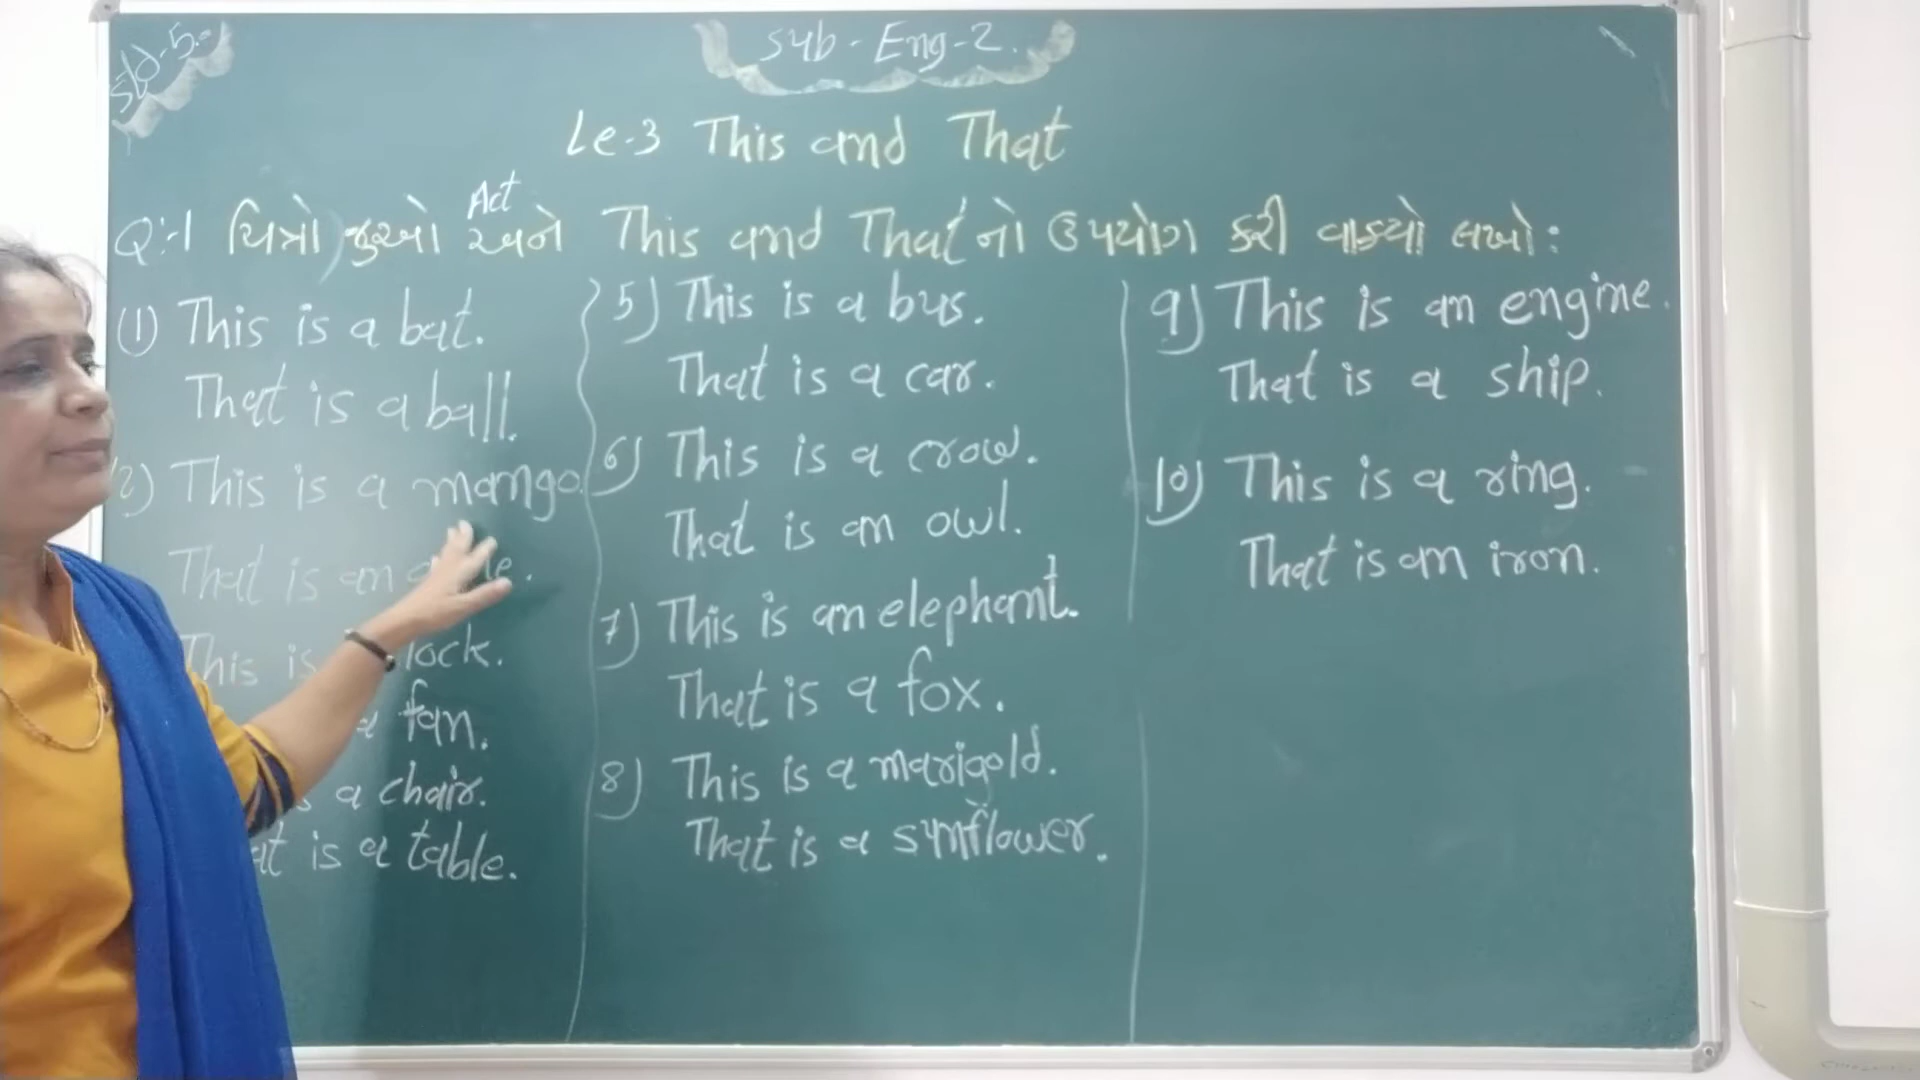 std-5.
Sub - Eng-2.
Le-3 This and That
Act
Q:-1 ચિત્રો જુઓ અને This and That નો ઉપયોગ કરી વાક્યો લખો:
(1) This is a bat.
That is a ball.
(2) This is a mango.
That is an
This is lock.
a fan.
a chair.
is a table.
5) This is a bus.
That is a car.
6) This is a crow.
That is an owl.
7) This is an elephant.
That is a fox.
8) This is a marigold.
That is a sunflower.
9) This is an engine.
That is a ship.
10) This is a ring.
That is an iron.